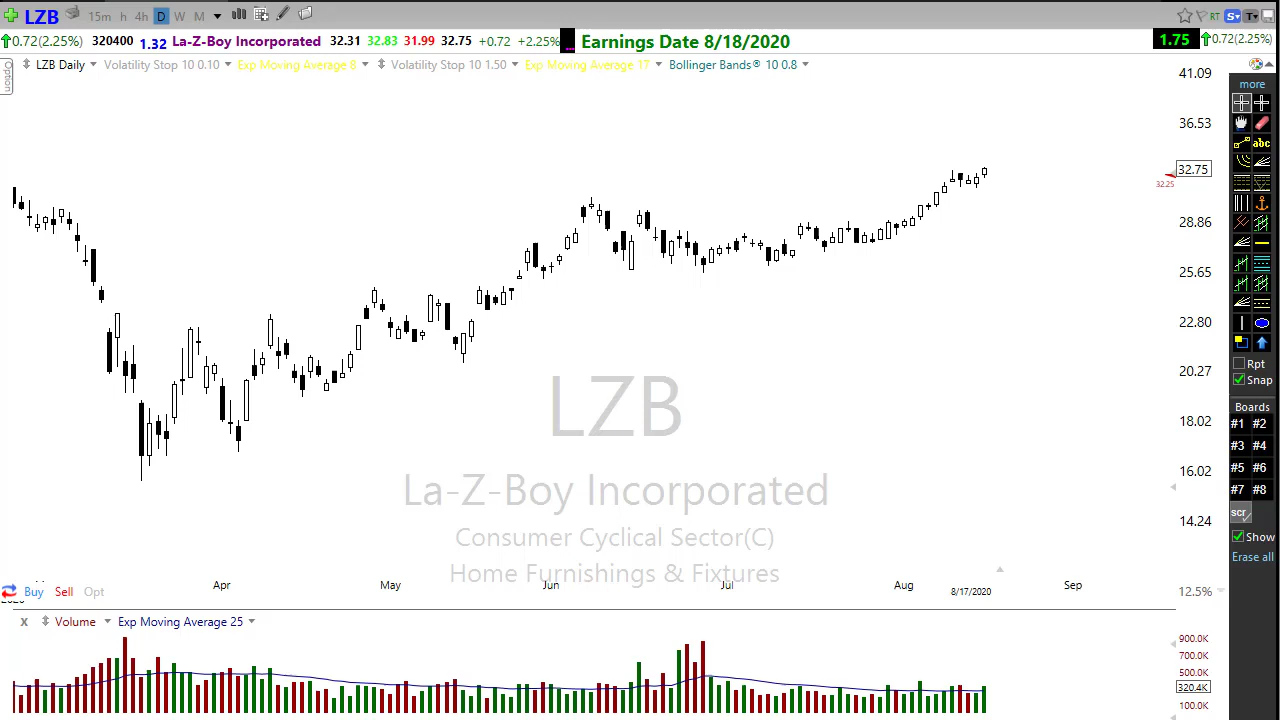 LZB 15m h 4h D W M RT S T
0.72(2.25%) 320400 1.32 La-Z-Boy Incorporated 32.31 32.83 31.99 32.75 +0.72 +2.25% ... Earnings Date 8/18/2020 1.75 0.72(2.25%)
Option
LZB Daily Volatility Stop 10 0.10 Exp Moving Average 8 Volatility Stop 10 1.50 Exp Moving Average 17 Bollinger Bands® 10 0.8
41.09
36.53
32.75
32.25
28.86
25.65
22.80
20.27
18.02
16.02
14.24
12.5%
more
abc
Rpt
Snap
Boards
#1 #2
#3 #4
#5 #6
#7 #8
scr
Show
Erase all
LZB
La-Z-Boy Incorporated
Consumer Cyclical Sector(C)
Home Furnishings & Fixtures
Apr May Jun Jul Aug Sep
8/17/2020
Buy Sell Opt
x Volume Exp Moving Average 25
900.0K
700.0K
500.0K
320.4K
100.0K